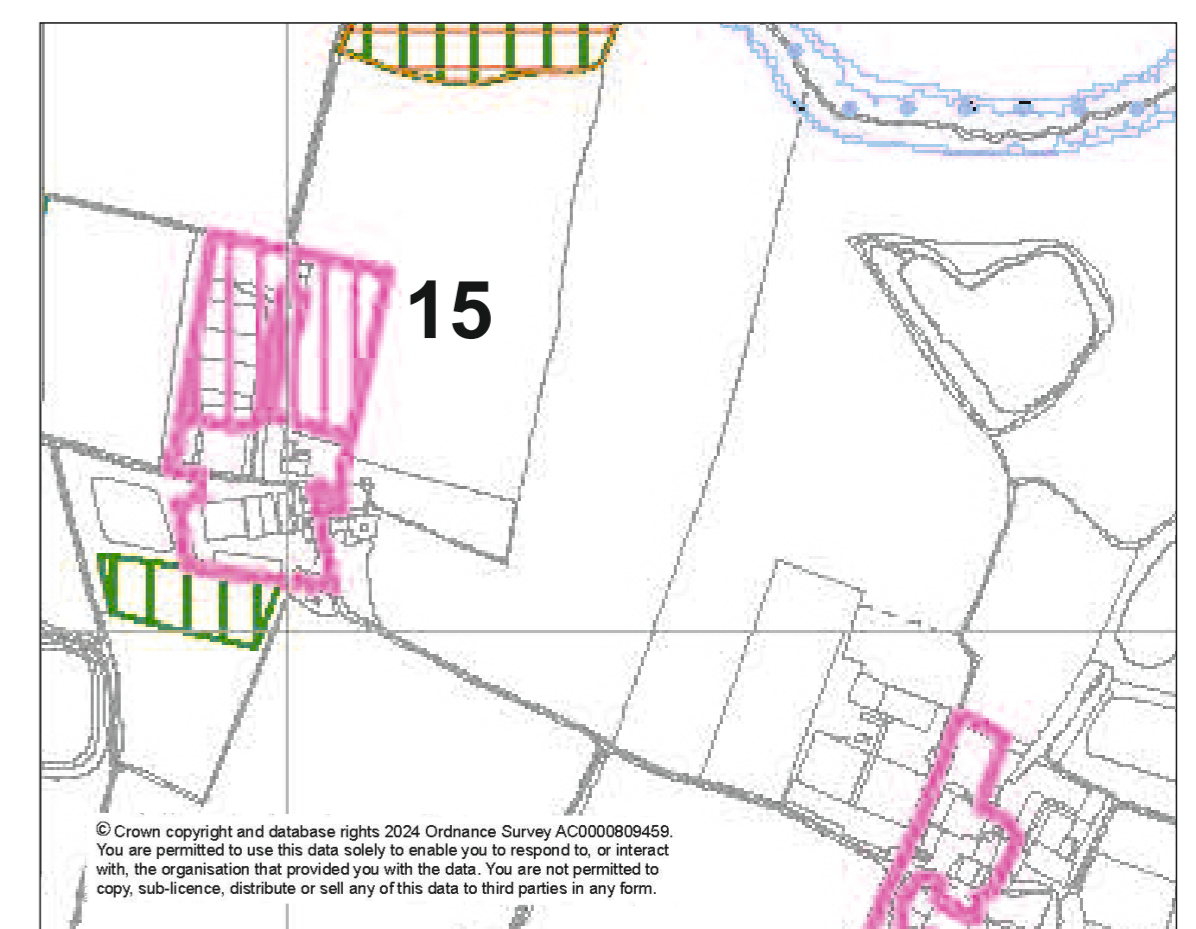 15
© Crown copyright and database rights 2024 Ordnance Survey AC0000809459.
You are permitted to use this data solely to enable you to respond to, or interact
with, the organisation that provided you with the data. You are not permitted to
copy, sub-licence, distribute or sell any of this data to third parties in any form.